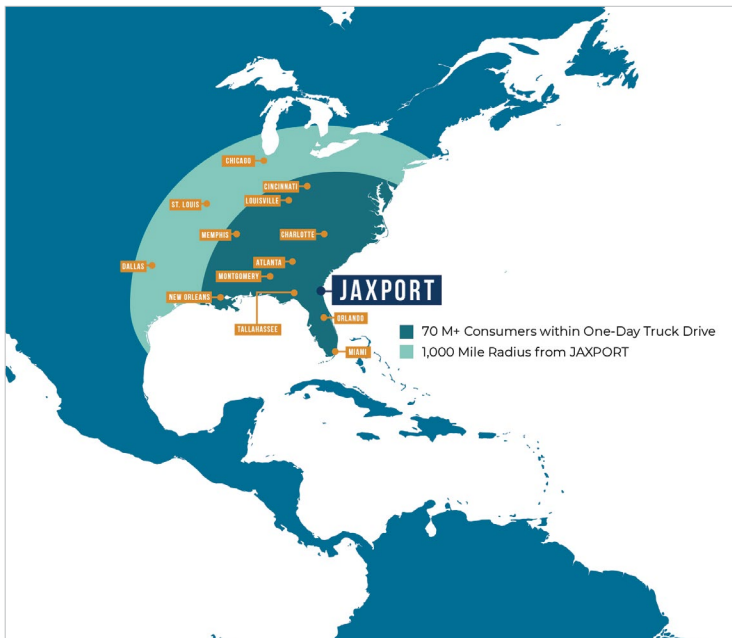 CHICAGO
CINCINNATI
LOUISVILLE
ST. LOUIS
MEMPHIS
CHARLOTTE
DALLAS
ATLANTA
MONTGOMERY
JAXPORT
NEW ORLEANS
ORLANDO
TALLAHASSEE
MIAMI
70 M+ Consumers within One-Day Truck Drive
1,000 Mile Radius from JAXPORT